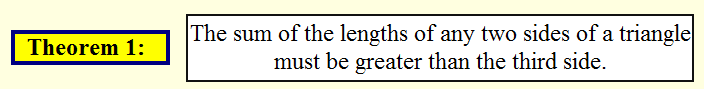 Theorem 1:
The sum of the lengths of any two sides of a triangle
must be greater than the third side.